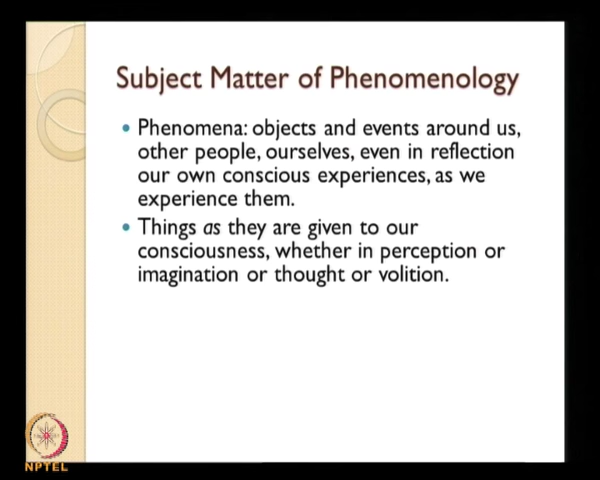 Subject Matter of Phenomenology
• Phenomena: objects and events around us,
other people, ourselves, even in reflection
our own conscious experiences, as we
experience them.
• Things as they are given to our
consciousness, whether in perception or
imagination or thought or volition.
NPTEL